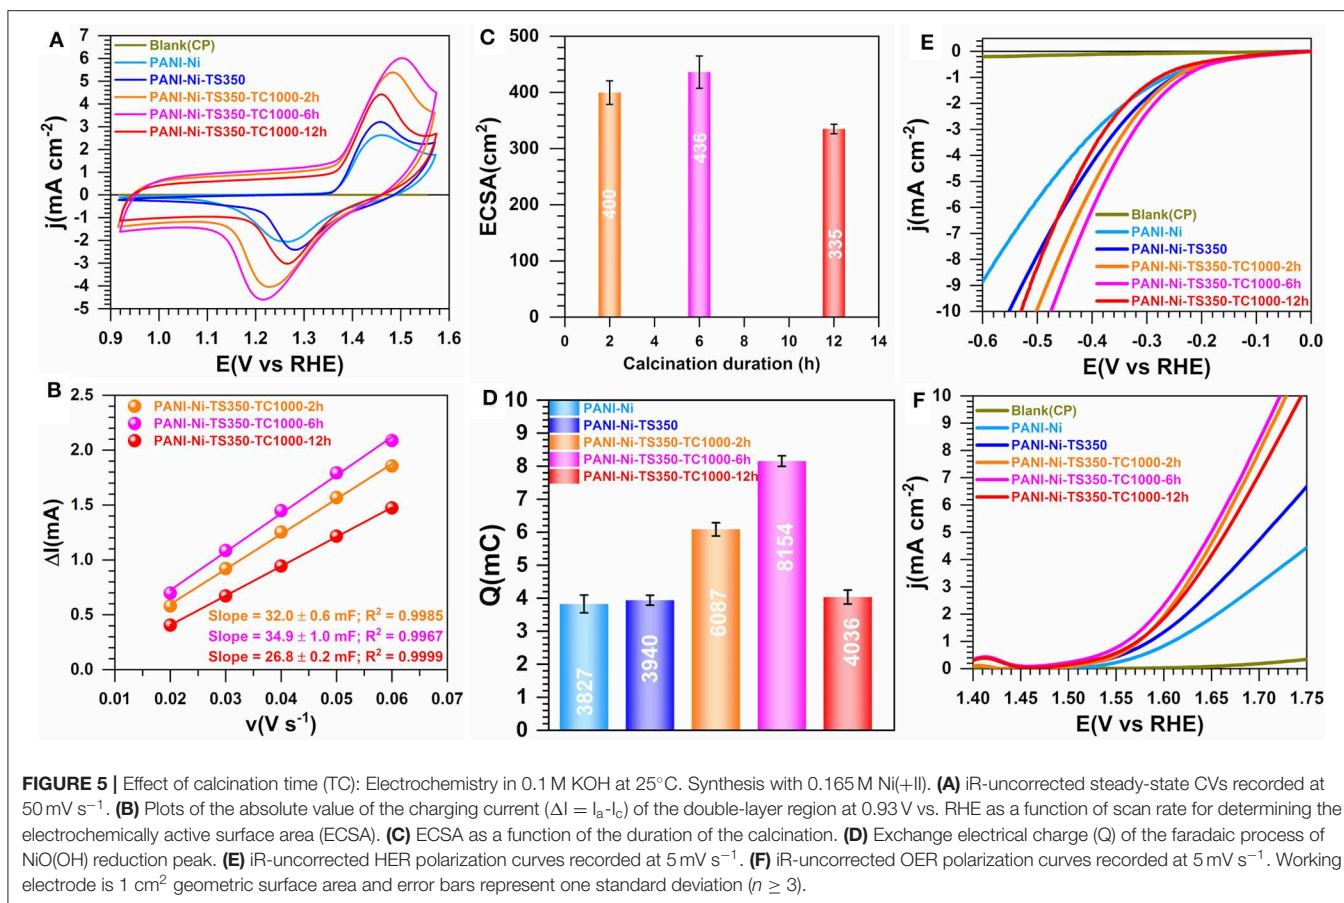 A
j(mA cm⁻²)
7
6
5
4
3
2
1
0
-1
-2
-3
-4
-5
Blank(CP)
PANI-Ni
PANI-Ni-TS350
PANI-Ni-TS350-TC1000-2h
PANI-Ni-TS350-TC1000-6h
PANI-Ni-TS350-TC1000-12h
0.9 1.0 1.1 1.2 1.3 1.4 1.5 1.6
E(V vs RHE)
B
ΔI(mA)
2.5
2.0
1.5
1.0
0.5
0.0
PANI-Ni-TS350-TC1000-2h
PANI-Ni-TS350-TC1000-6h
PANI-Ni-TS350-TC1000-12h
Slope = 32.0 ± 0.6 mF; R² = 0.9985
Slope = 34.9 ± 1.0 mF; R² = 0.9967
Slope = 26.8 ± 0.2 mF; R² = 0.9999
0.01 0.02 0.03 0.04 0.05 0.06 0.07
v(V s⁻¹)
C
ECSA(cm²)
500
400
300
200
100
0
400
436
335
0 2 4 6 8 10 12 14
Calcination duration (h)
D
Q(mC)
10
9
8
7
6
5
4
3
2
1
0
PANI-Ni
PANI-Ni-TS350
PANI-Ni-TS350-TC1000-2h
PANI-Ni-TS350-TC1000-6h
PANI-Ni-TS350-TC1000-12h
3827
3940
6087
8154
4036
E
j(mA cm⁻²)
0
-1
-2
-3
-4
-5
-6
-7
-8
-9
-10
Blank(CP)
PANI-Ni
PANI-Ni-TS350
PANI-Ni-TS350-TC1000-2h
PANI-Ni-TS350-TC1000-6h
PANI-Ni-TS350-TC1000-12h
-0.6 -0.5 -0.4 -0.3 -0.2 -0.1 0.0
E(V vs RHE)
F
j(mA cm⁻²)
10
9
8
7
6
5
4
3
2
1
0
Blank(CP)
PANI-Ni
PANI-Ni-TS350
PANI-Ni-TS350-TC1000-2h
PANI-Ni-TS350-TC1000-6h
PANI-Ni-TS350-TC1000-12h
1.40 1.45 1.50 1.55 1.60 1.65 1.70 1.75
E(V vs RHE)
FIGURE 5 | Effect of calcination time (TC): Electrochemistry in 0.1 M KOH at 25°C. Synthesis with 0.165 M Ni(+II). (A) iR-uncorrected steady-state CVs recorded at
50 mV s⁻¹. (B) Plots of the absolute value of the charging current (ΔI = Iₐ-I꜀) of the double-layer region at 0.93 V vs. RHE as a function of scan rate for determining the
electrochemically active surface area (ECSA). (C) ECSA as a function of the duration of the calcination. (D) Exchange electrical charge (Q) of the faradaic process of
NiO(OH) reduction peak. (E) iR-uncorrected HER polarization curves recorded at 5 mV s⁻¹. (F) iR-uncorrected OER polarization curves recorded at 5 mV s⁻¹. Working
electrode is 1 cm² geometric surface area and error bars represent one standard deviation (n ≥ 3).